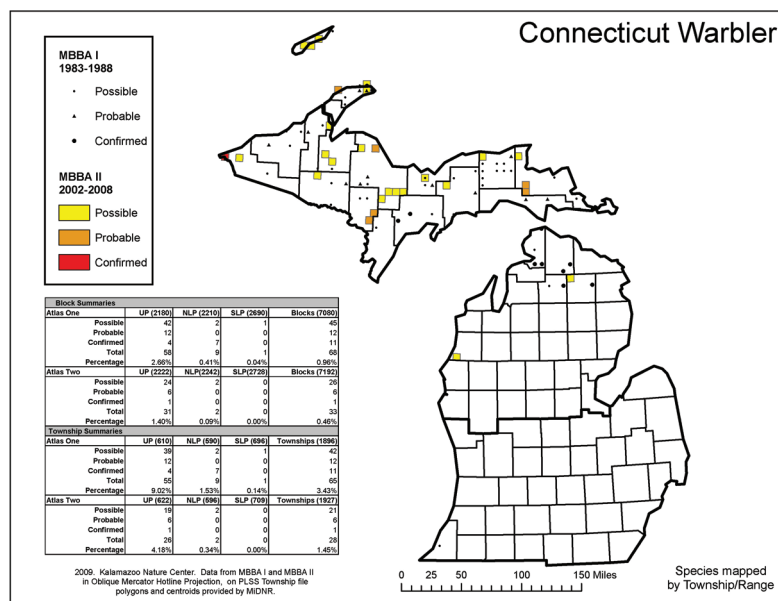 Connecticut Warbler
MBBA I
1983-1988
Possible
Probable
Confirmed
MBBA II
2002-2008
Possible
Probable
Confirmed
Block Summaries
Atlas One UP (2180) NLP (2210) SLP (2690) Blocks (7080)
Possible 42 2 1 45
Probable 12 0 0 12
Confirmed 4 7 0 11
Total 58 9 1 68
Percentage 2.66% 0.41% 0.04% 0.96%
Atlas Two UP (2222) NLP(2242) SLP(2728) Blocks (7192)
Possible 24 2 0 26
Probable 6 0 0 6
Confirmed 1 0 0 1
Total 31 2 0 33
Percentage 1.40% 0.09% 0.00% 0.46%
Township Summaries
Atlas One UP (610) NLP (590) SLP (696) Townships (1896)
Possible 39 2 1 42
Probable 12 0 0 12
Confirmed 4 7 0 11
Total 55 9 1 65
Percentage 9.02% 1.53% 0.14% 3.43%
Atlas Two UP (622) NLP (596) SLP (709) Townships (1927)
Possible 19 2 0 21
Probable 6 0 0 6
Confirmed 1 0 0 1
Total 26 2 0 28
Percentage 4.18% 0.34% 0.00% 1.45%
2009. Kalamazoo Nature Center. Data from MBBA I and MBBA II
in Oblique Mercator Hotline Projection, on PLSS Township file
polygons and centroids provided by MiDNR.
0 25 50 100 150 Miles
Species mapped
by Township/Range